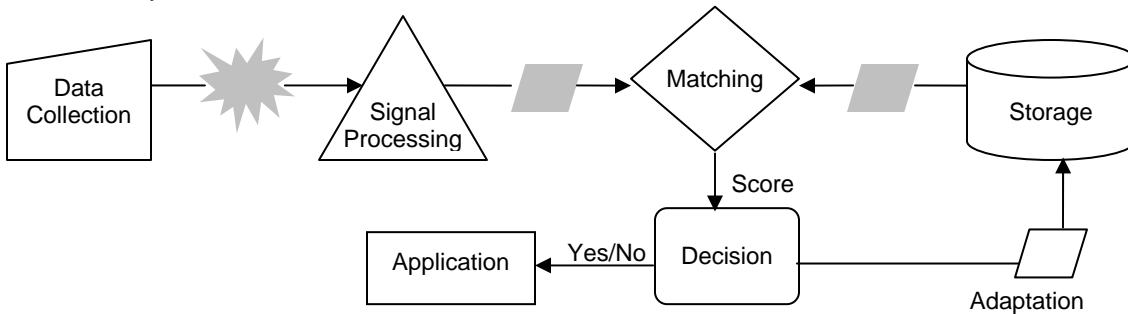 Data
Collection
Signal
Processing
Matching
Storage
Score
Application
Yes/No
Decision
Adaptation